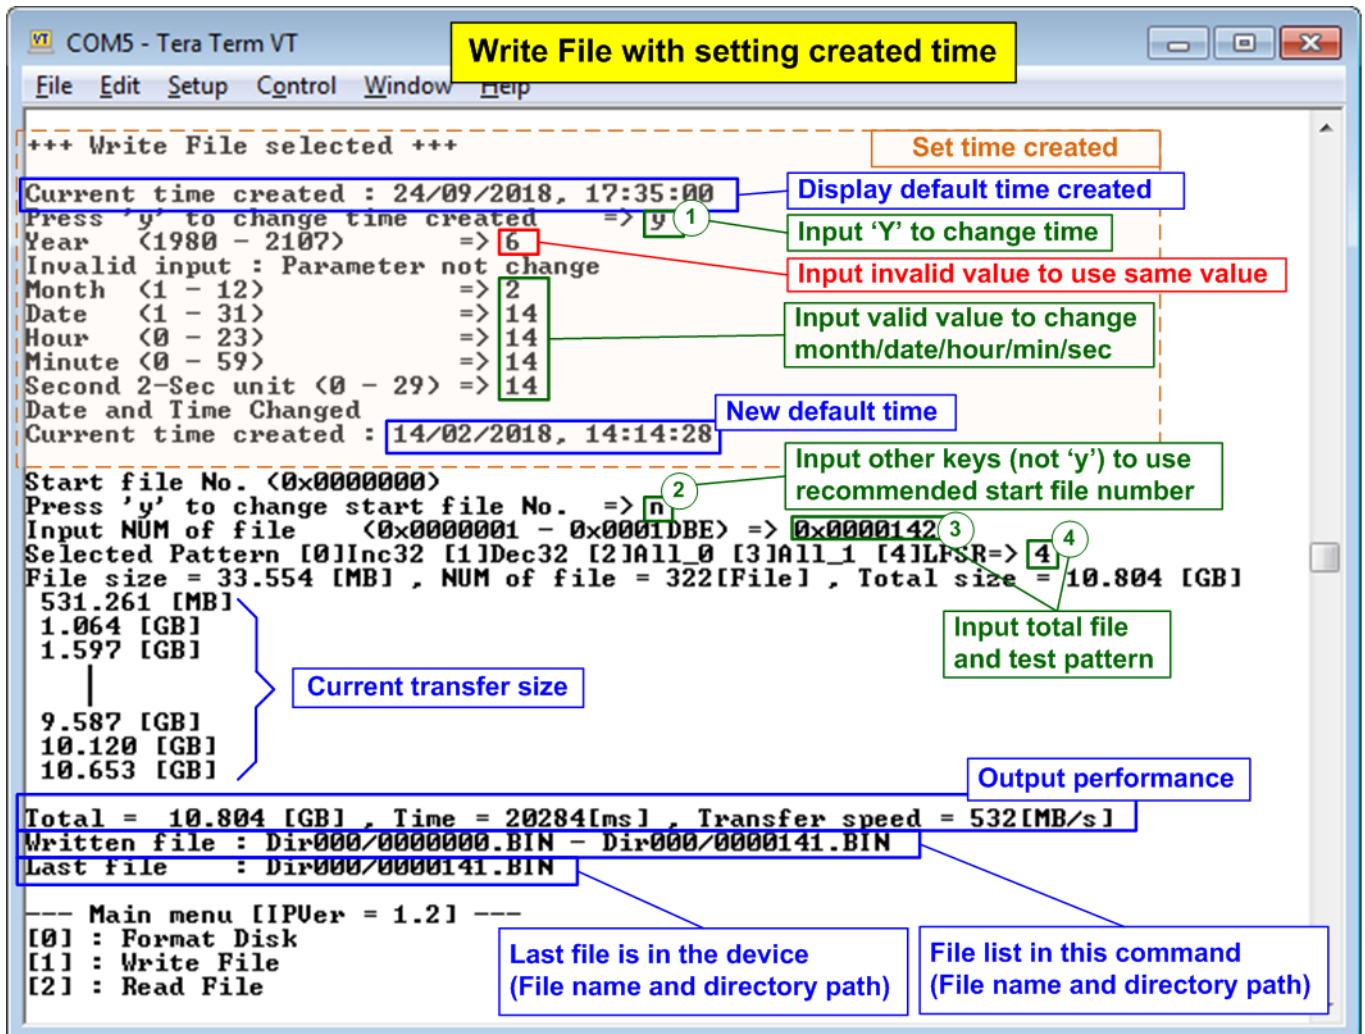 COM5 - Tera Term VT
Write File with setting created time
File Edit Setup Control Window Help
+++ Write File selected +++
Set time created
Current time created : 24/09/2018, 17:35:00
Display default time created
Press 'y' to change time created => y
1
Input ‘Y’ to change time
Year (1980 - 2107) => 6
Invalid input : Parameter not change
Input invalid value to use same value
Month (1 - 12) => 2
Date (1 - 31) => 14
Hour (0 - 23) => 14
Minute (0 - 59) => 14
Second 2-Sec unit (0 - 29) => 14
Input valid value to change
month/date/hour/min/sec
Date and Time Changed
New default time
Current time created : 14/02/2018, 14:14:28
Input other keys (not ‘y’) to use
recommended start file number
Start file No. (0x0000000)
Press 'y' to change start file No. => n
2
Input NUM of file (0x0000001 - 0x0001DBE) => 0x0000142
3
Selected Pattern [0]Inc32 [1]Dec32 [2]All_0 [3]All_1 [4]LFSR=> 4
4
File size = 33.554 [MB] , NUM of file = 322[File] , Total size = 10.804 [GB]
531.261 [MB]
1.064 [GB]
1.597 [GB]
Input total file
and test pattern
Current transfer size
9.587 [GB]
10.120 [GB]
10.653 [GB]
Output performance
Total = 10.804 [GB] , Time = 20284[ms] , Transfer speed = 532[MB/s]
Written file : Dir000/0000000.BIN - Dir000/0000141.BIN
Last file : Dir000/0000141.BIN
--- Main menu [IPVer = 1.2] ---
[0] : Format Disk
[1] : Write File
[2] : Read File
Last file is in the device
(File name and directory path)
File list in this command
(File name and directory path)